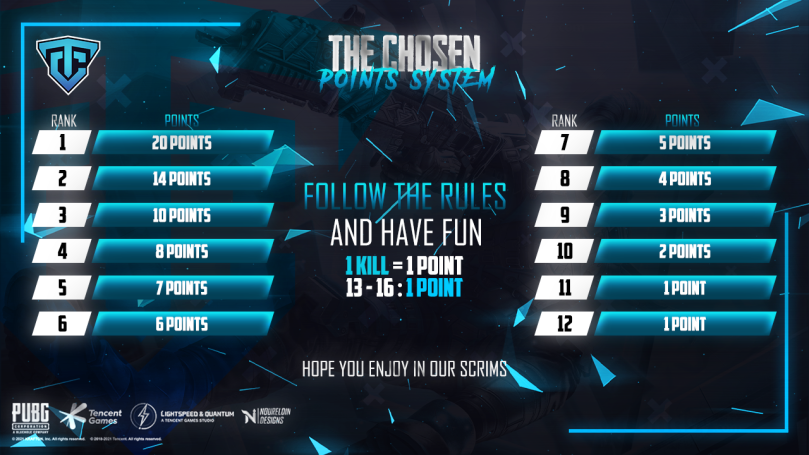 THE CHOSEN
POINTS SYSTEM
RANK POINTS
1 20 POINTS
2 14 POINTS
3 10 POINTS
4 8 POINTS
5 7 POINTS
6 6 POINTS
FOLLOW THE RULES
AND HAVE FUN
1 KILL = 1 POINT
13 - 16 : 1 POINT
HOPE YOU ENJOY IN OUR SCRIMS
RANK POINTS
7 5 POINTS
8 4 POINTS
9 3 POINTS
10 2 POINTS
11 1 POINT
12 1 POINT
PUBG
CORPORATION
Tencent
Games
LIGHTSPEED & QUANTUM
A TENCENT GAMES STUDIO
NOURELDIN
DESIGNS